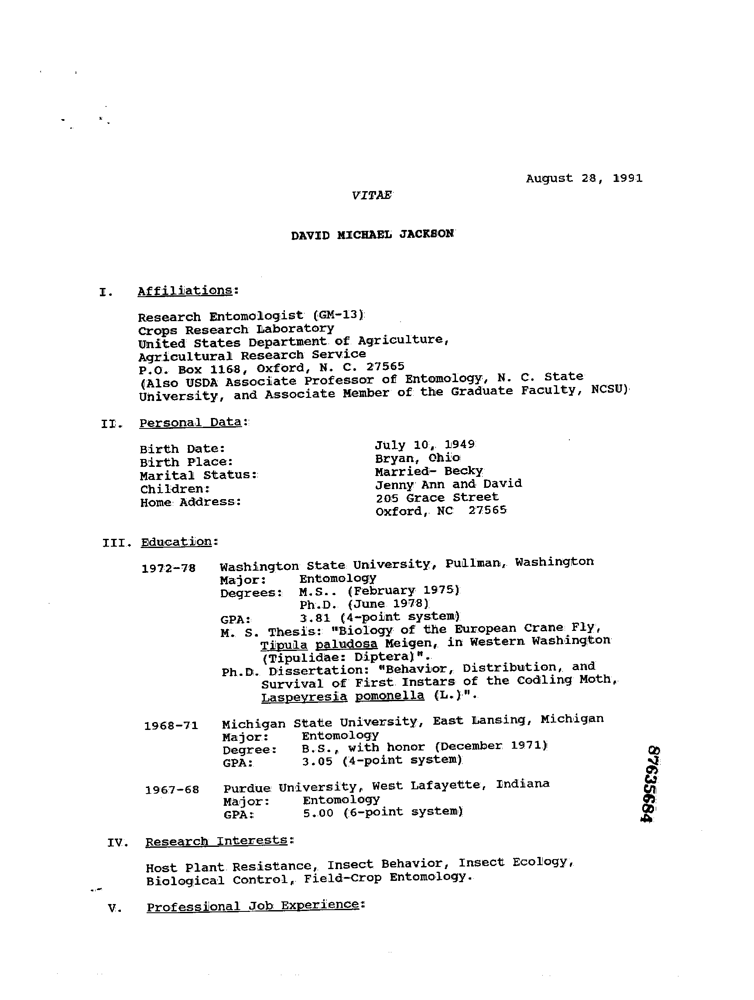 August 28, 1991
VITAE
DAVID MICHAEL JACKSON
I. Affiliations:
Research Entomologist (GM-13)
Crops Research Laboratory
United States Department of Agriculture,
Agricultural Research Service
P.O. Box 1168, Oxford, N. C. 27565
(Also USDA Associate Professor of Entomology, N. C. State
University, and Associate Member of the Graduate Faculty, NCSU)
II. Personal Data:
Birth Date: July 10, 1949
Birth Place: Bryan, Ohio
Marital Status: Married- Becky
Children: Jenny Ann and David
Home Address: 205 Grace Street
Oxford, NC 27565
III. Education:
1972-78 Washington State University, Pullman, Washington
Major: Entomology
Degrees: M.S.. (February 1975)
Ph.D. (June 1978)
GPA: 3.81 (4-point system)
M. S. Thesis: "Biology of the European Crane Fly,
Tipula paludosa Meigen, in Western Washington
(Tipulidae: Diptera)".
Ph.D. Dissertation: "Behavior, Distribution, and
Survival of First Instars of the Codling Moth,
Laspeyresia pomonella (L.)".
1968-71 Michigan State University, East Lansing, Michigan
Major: Entomology
Degree: B.S., with honor (December 1971)
GPA: 3.05 (4-point system)
1967-68 Purdue University, West Lafayette, Indiana
Major: Entomology
GPA: 5.00 (6-point system)
IV. Research Interests:
Host Plant Resistance, Insect Behavior, Insect Ecology,
Biological Control, Field-Crop Entomology.
V. Professional Job Experience:
87635684